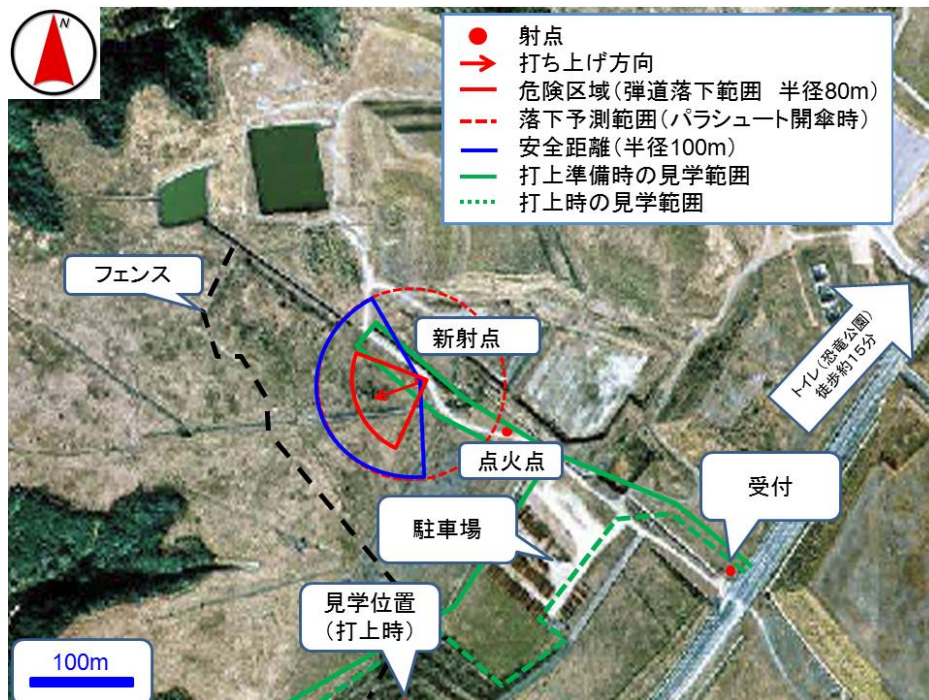 N
射点
打ち上げ方向
危険区域(弾道落下範囲 半径80m)
落下予測範囲(パラシュート開傘時)
安全距離(半径100m)
打上準備時の見学範囲
打上時の見学範囲
フェンス
新射点
トイレ(恐竜公園)
徒歩約15分
点火点
受付
駐車場
見学位置
(打上時)
100m